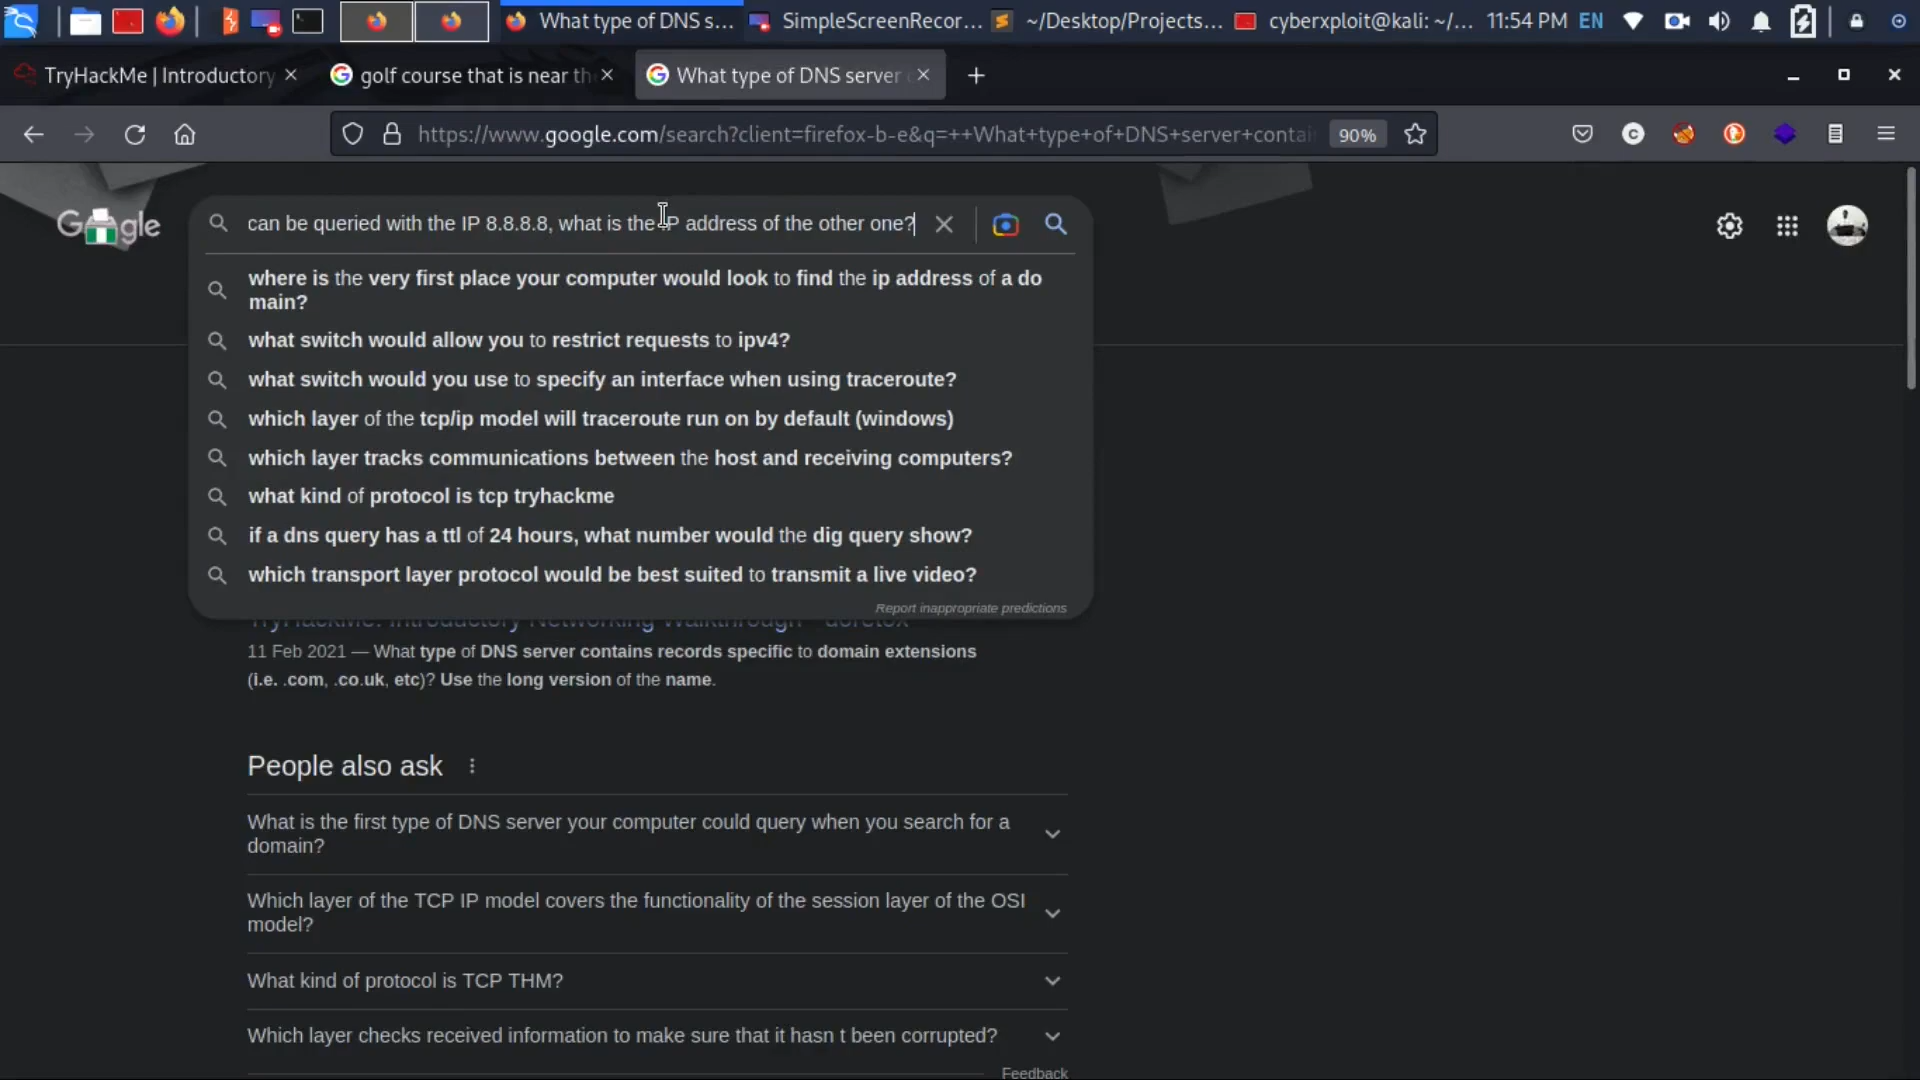 What type of DNS s...
SimpleScreenRecor...
~/Desktop/Projects...
cyberxploit@kali: ~/...
11:54 PM
EN
TryHackMe | Introductory
golf course that is near th
What type of DNS server
https://www.google.com/search?client=firefox-b-e&q=++What+type+of+DNS+server+contai
90%
Google
can be queried with the IP 8.8.8.8, what is the IP address of the other one?
where is the very first place your computer would look to find the ip address of a do
main?
what switch would allow you to restrict requests to ipv4?
what switch would you use to specify an interface when using traceroute?
which layer of the tcp/ip model will traceroute run on by default (windows)
which layer tracks communications between the host and receiving computers?
what kind of protocol is tcp tryhackme
if a dns query has a ttl of 24 hours, what number would the dig query show?
which transport layer protocol would be best suited to transmit a live video?
Report inappropriate predictions
TryHackMe: Introductory Networking Walkthrough -
11 Feb 2021 — What type of DNS server contains records specific to domain extensions
(i.e. .com, .co.uk, etc)? Use the long version of the name.
People also ask
What is the first type of DNS server your computer could query when you search for a
domain?
Which layer of the TCP IP model covers the functionality of the session layer of the OSI
model?
What kind of protocol is TCP THM?
Which layer checks received information to make sure that it hasn t been corrupted?
Feedback